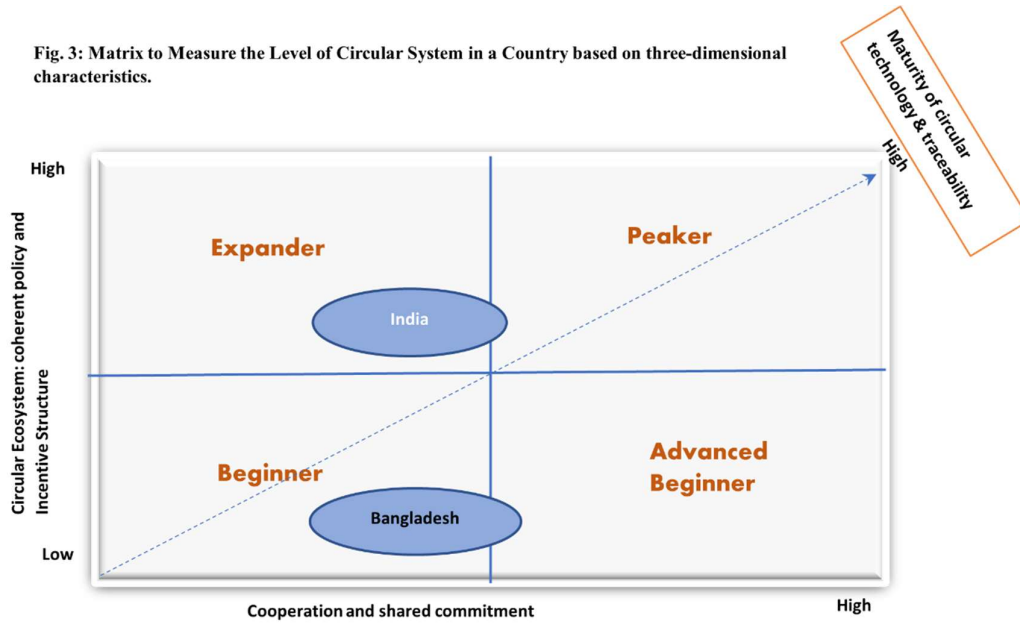 Fig. 3: Matrix to Measure the Level of Circular System in a Country based on three-dimensional
characteristics.
Maturity of circular
technology & traceability
High
High
Expander
Peaker
India
Circular Ecosystem: coherent policy and
Incentive Structure
Beginner
Advanced
Beginner
Bangladesh
Low
Cooperation and shared commitment
High